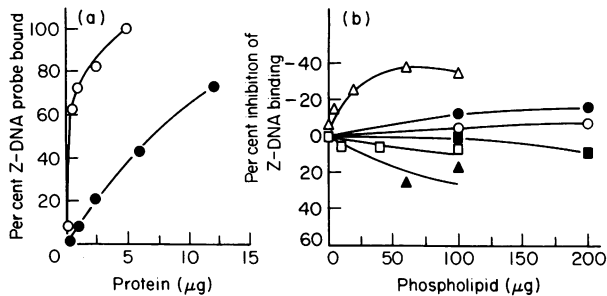 (a)
Per cent Z-DNA probe bound
100
80
60
40
20
0
0 5 10 15
Protein (μg)
(b)
Per cent inhibition of
Z-DNA binding
-40
-20
0
20
40
60
0 50 100 150 200
Phospholipid (μg)